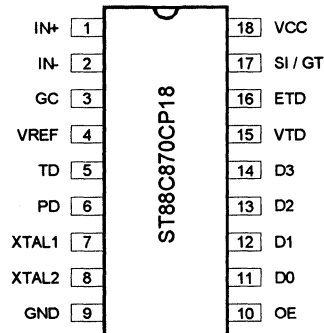 IN+ 1 18 VCC
IN- 2 17 SI / GT
GC 3 16 ETD
VREF 4 15 VTD
TD 5 14 D3
PD 6 13 D2
XTAL1 7 12 D1
XTAL2 8 11 D0
GND 9 10 OE
ST88C870CP18